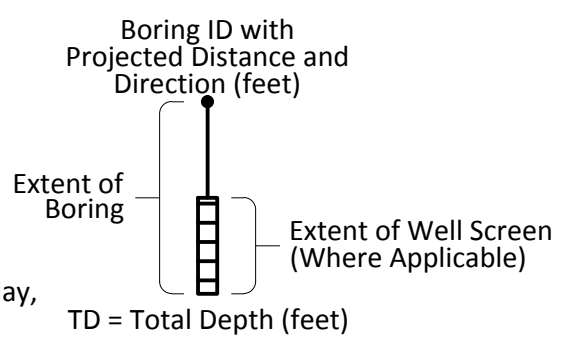 Boring ID with
Projected Distance and
Direction (feet)
Extent of
Boring
Extent of Well Screen
(Where Applicable)
TD = Total Depth (feet)